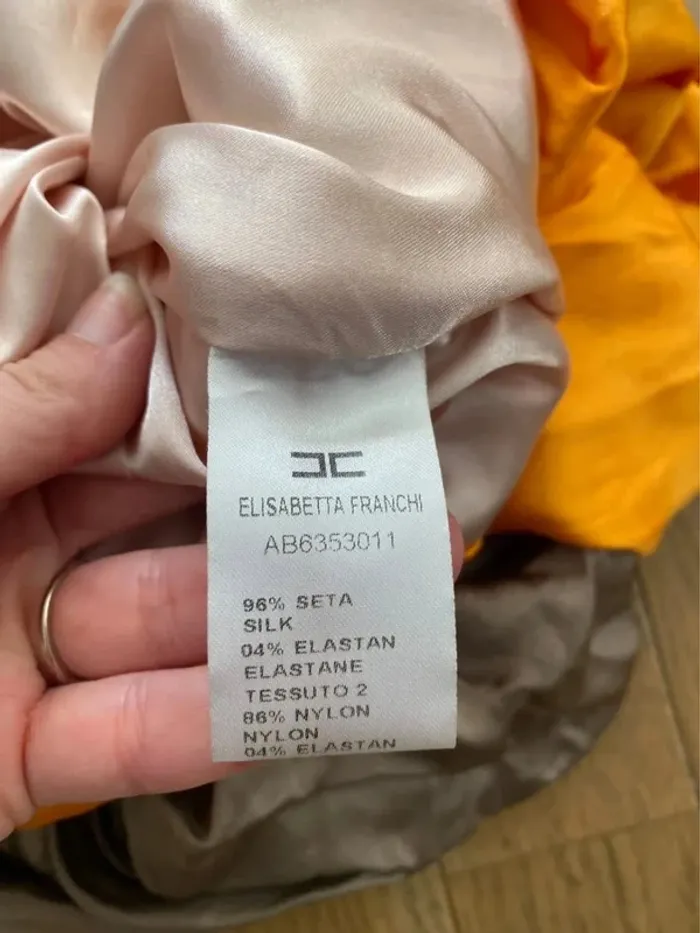 ELISABETTA FRANCHI
AB6353011
96% SETA
SILK
04% ELASTAN
ELASTANE
TESSUTO 2
86% NYLON
NYLON
04% ELASTAN